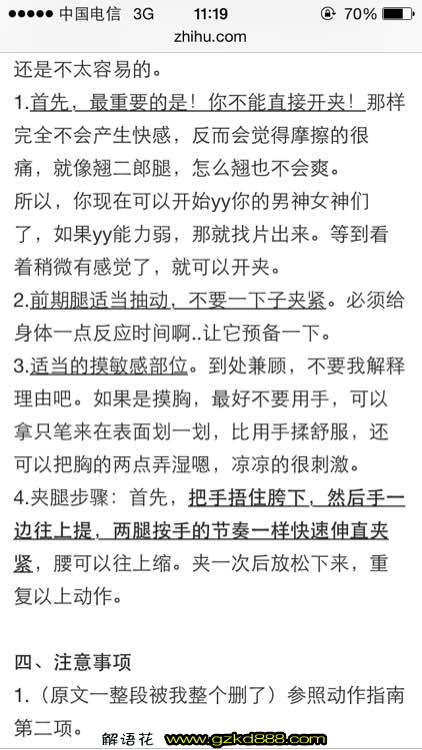 中国电信 3G 11:19 70%
zhihu.com
还是不太容易的。
1.首先，最重要的是！你不能直接开夹！那样
完全不会产生快感，反而会觉得摩擦的很
痛，就像翘二郎腿，怎么翘也不会爽。
所以，你现在可以开始yy你的男神女神们
了，如果yy能力弱，那就找片出来。等到看
着稍微有感觉了，就可以开夹。
2.前期腿适当抽动，不要一下子夹紧。必须给
身体一点反应时间啊..让它预备一下。
3.适当的摸敏感部位。到处兼顾，不要我解释
理由吧。如果是摸胸，最好不要用手，可以
拿只笔来在表面划一划，比用手揉舒服，还
可以把胸的两点弄湿嗯，凉凉的很刺激。
4.夹腿步骤：首先，把手捂住胯下，然后手一
边往上提，两腿按手的节奏一样快速伸直夹
紧，腰可以往上缩。夹一次后放松下来，重
复以上动作。
四、注意事项
1.（原文一整段被我整个删了）参照动作指南
第二项。
解语花 www.gzkd888.com